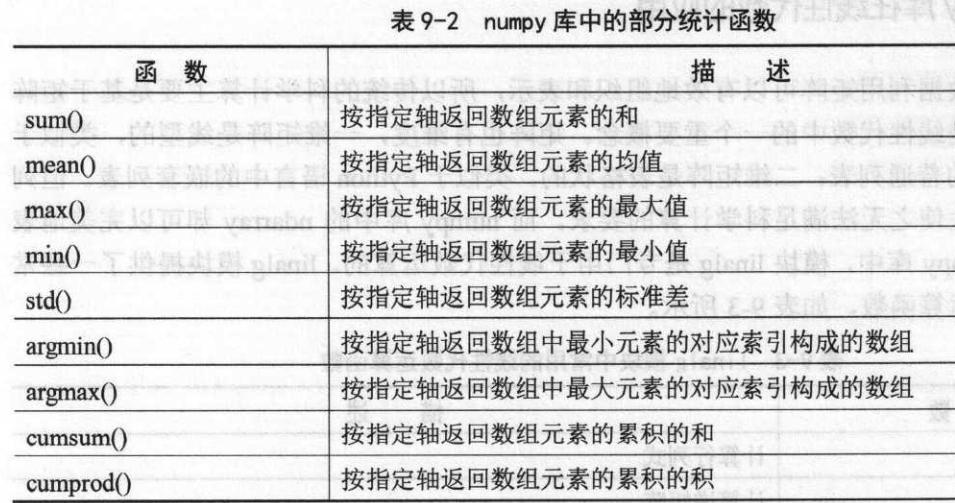 表 9-2 numpy 库中的部分统计函数
函 数 描 述
sum() 按指定轴返回数组元素的和
mean() 按指定轴返回数组元素的均值
max() 按指定轴返回数组元素的最大值
min() 按指定轴返回数组元素的最小值
std() 按指定轴返回数组元素的标准差
argmin() 按指定轴返回数组中最小元素的对应索引构成的数组
argmax() 按指定轴返回数组中最大元素的对应索引构成的数组
cumsum() 按指定轴返回数组元素的累积的和
cumprod() 按指定轴返回数组元素的累积的积